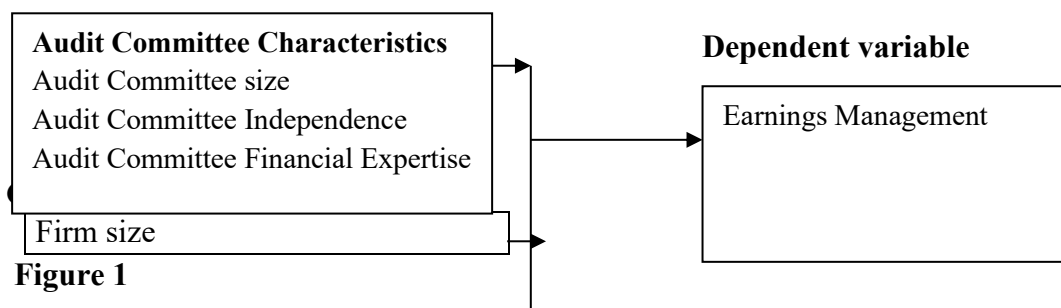 Audit Committee Characteristics
Audit Committee size
Audit Committee Independence
Audit Committee Financial Expertise
Dependent variable
Earnings Management
Firm size
Figure 1